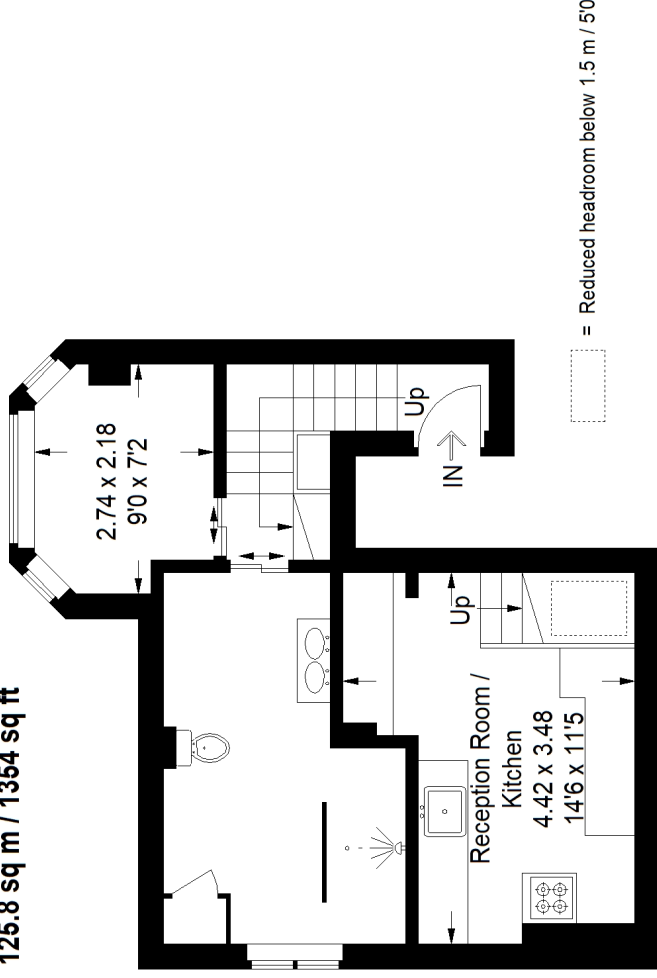 125.8 sq m / 1354 sq ft
2.74 x 2.18
9'0 x 7'2
Up
IN
Up
Reception Room /
Kitchen
4.42 x 3.48
14'6 x 11'5
= Reduced headroom below 1.5 m / 5'0